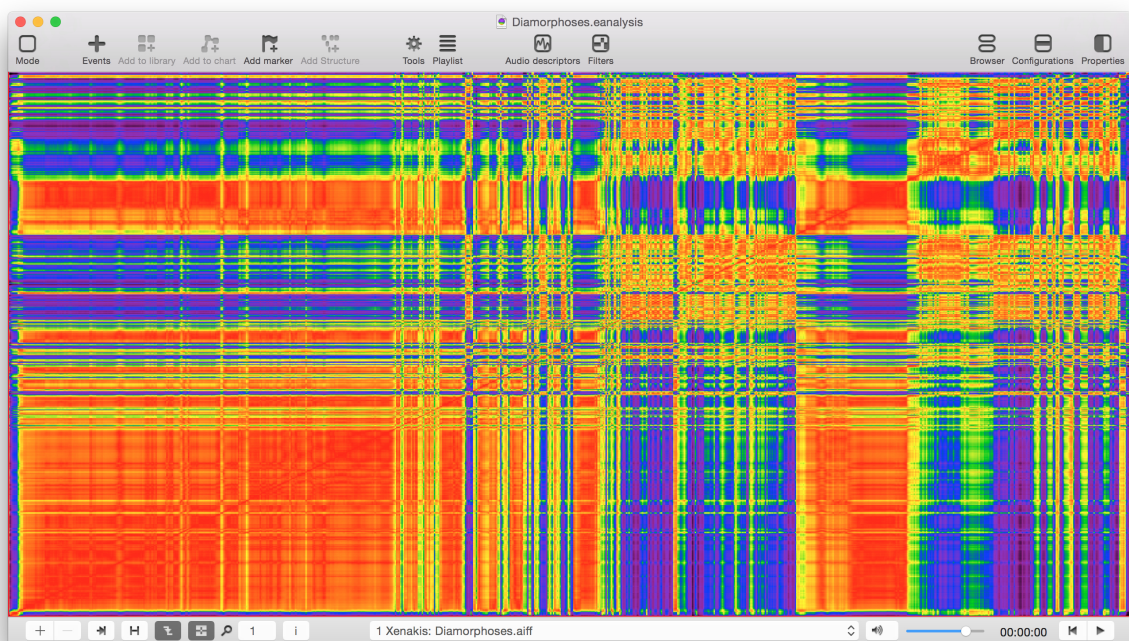 Diamorphoses.eanalysis
Mode Events Add to library Add to chart Add marker Add Structure Tools Playlist Audio descriptors Filters Browser Configurations Properties
1 i 1 Xenakis: Diamorphoses.aiff 00:00:00